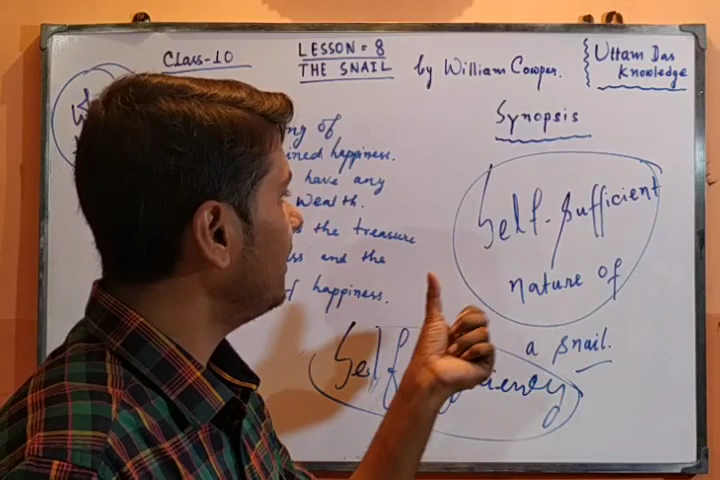 Class-10
LESSON = 8
THE SNAIL
by William Cowper.
Uttam Das
Knowledge
of
happiness.
have any
wealth.
the treasure
and the
happiness.
Synopsis
Self-sufficient
nature of
a snail.